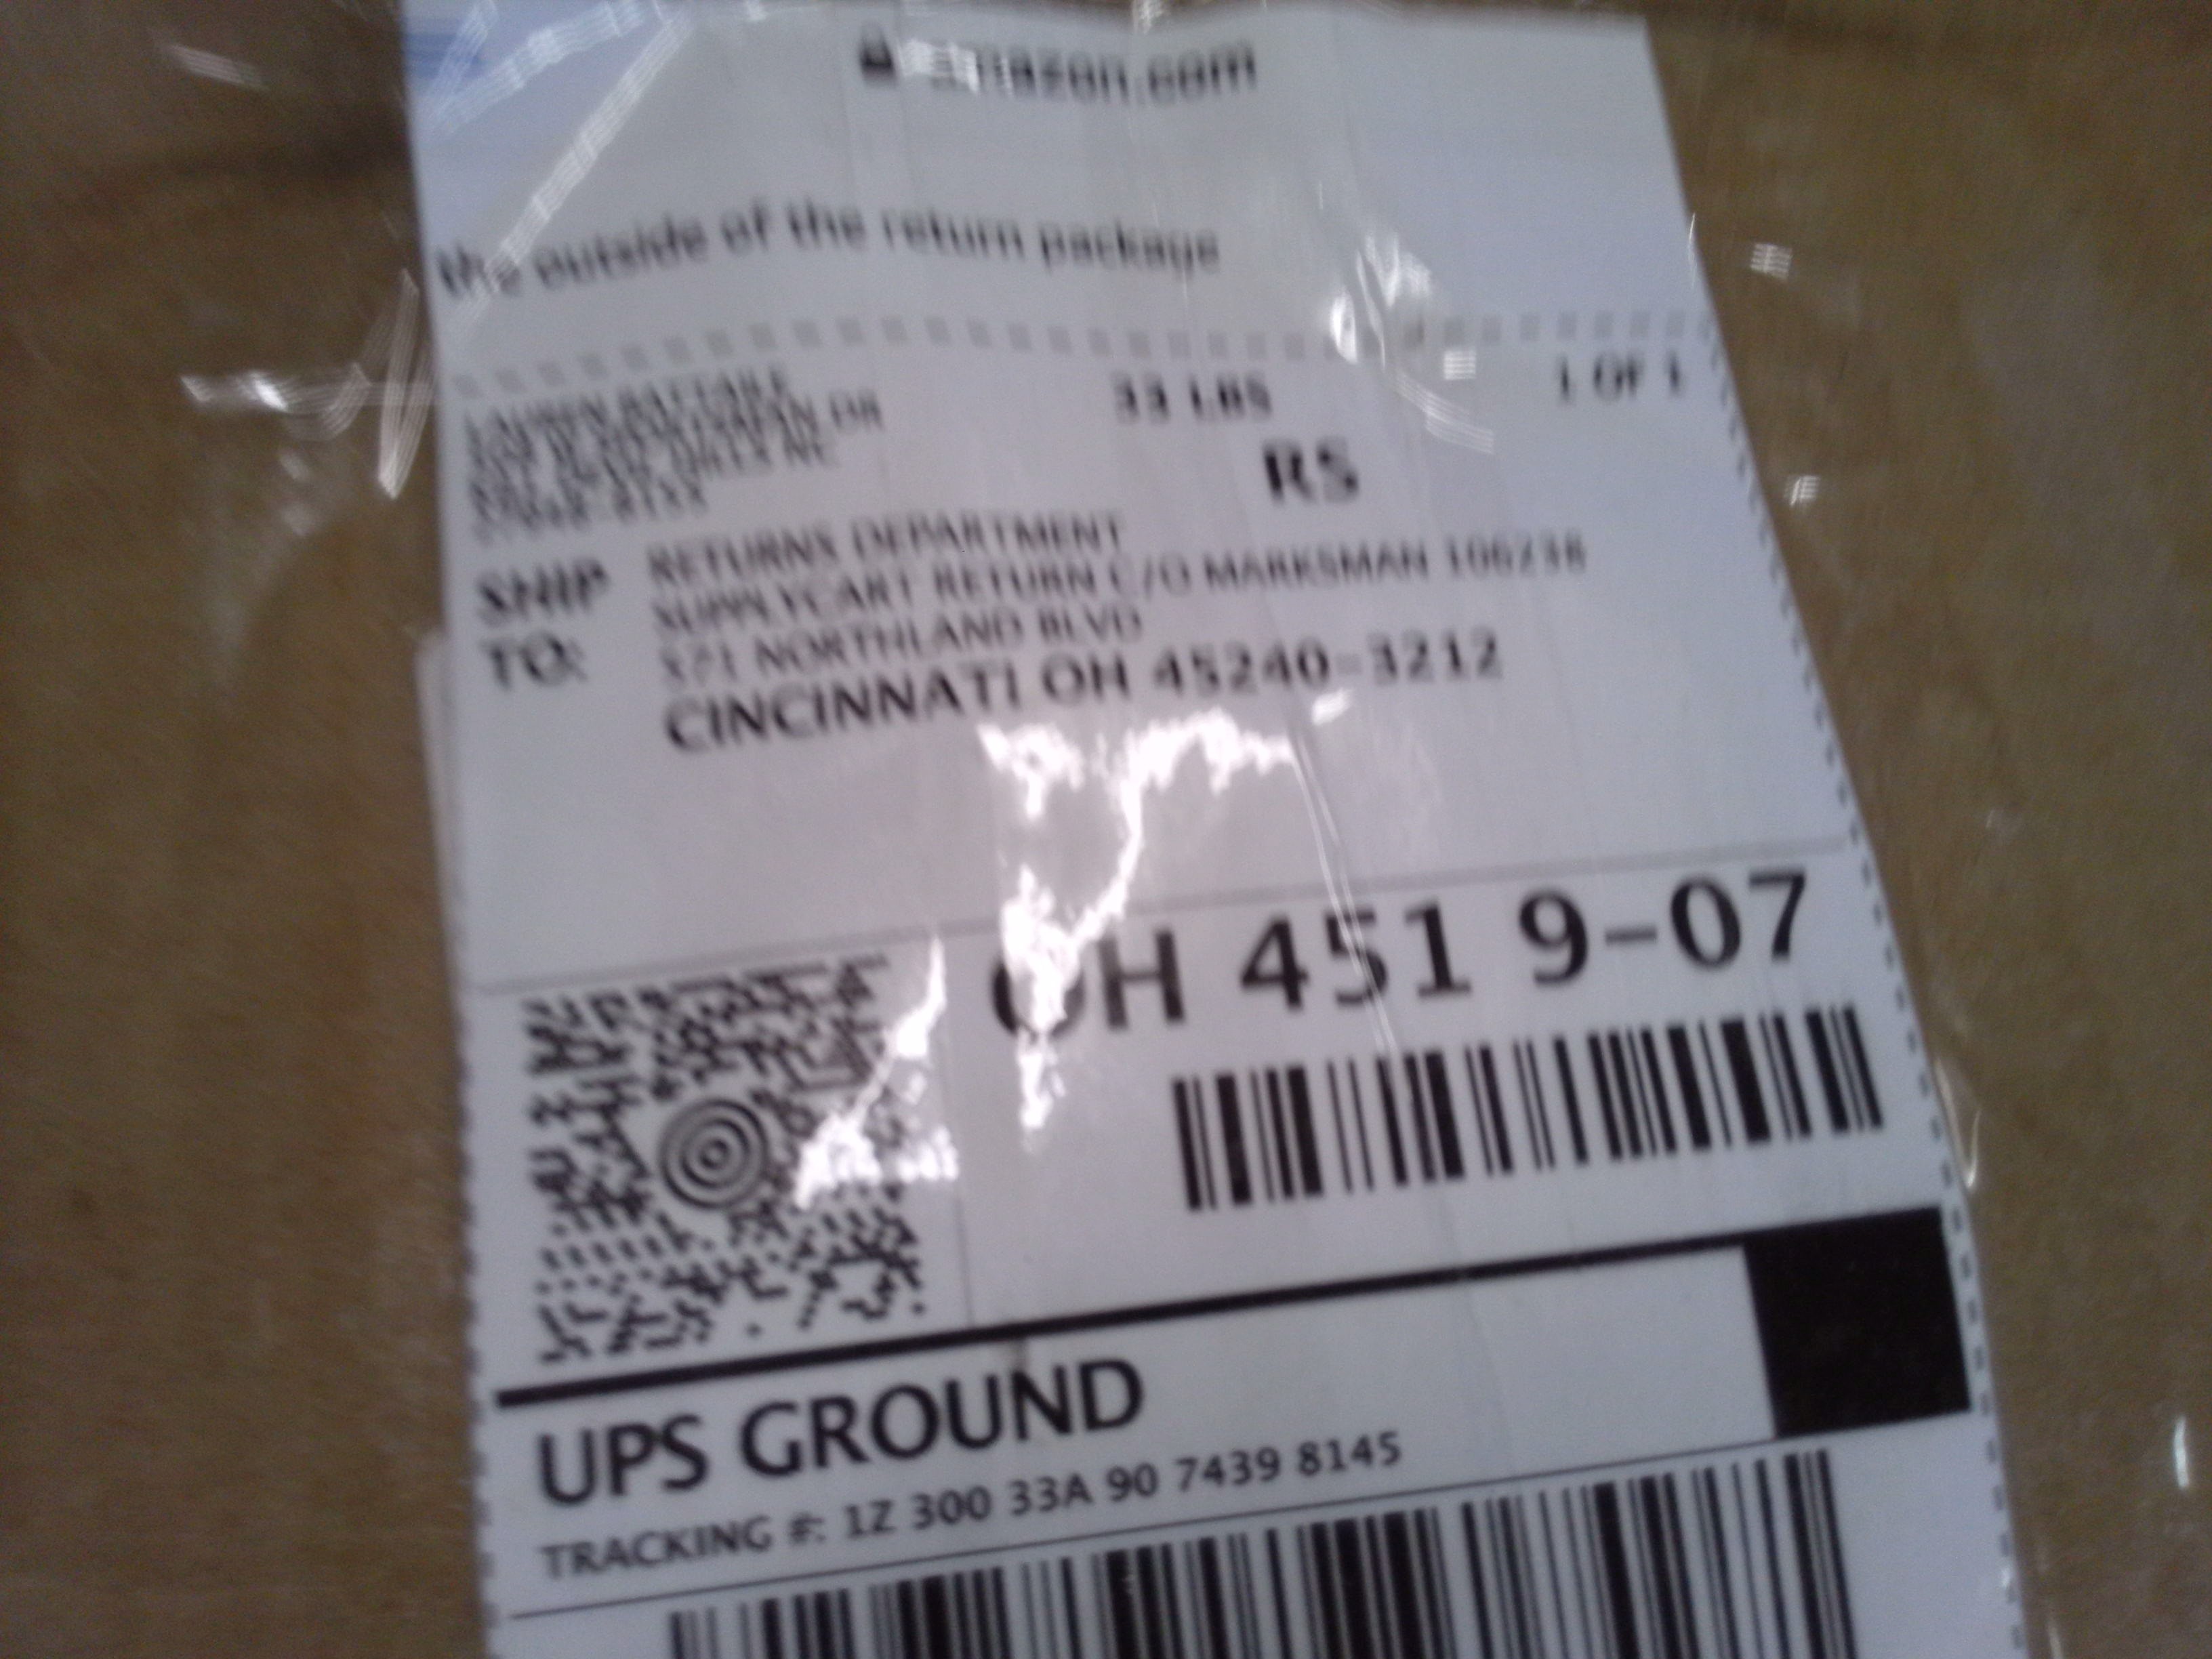 amazon.com
the outside of the return package
33 LBS
1 OF 1
RS
SHIP TO:
RETURNS DEPARTMENT
SUPPLYCART RETURN C/O MARKSMAN 106238
571 NORTHLAND BLVD
CINCINNATI OH 45240-3212
OH 451 9-07
UPS GROUND
TRACKING #: 1Z 300 33A 90 7439 8145